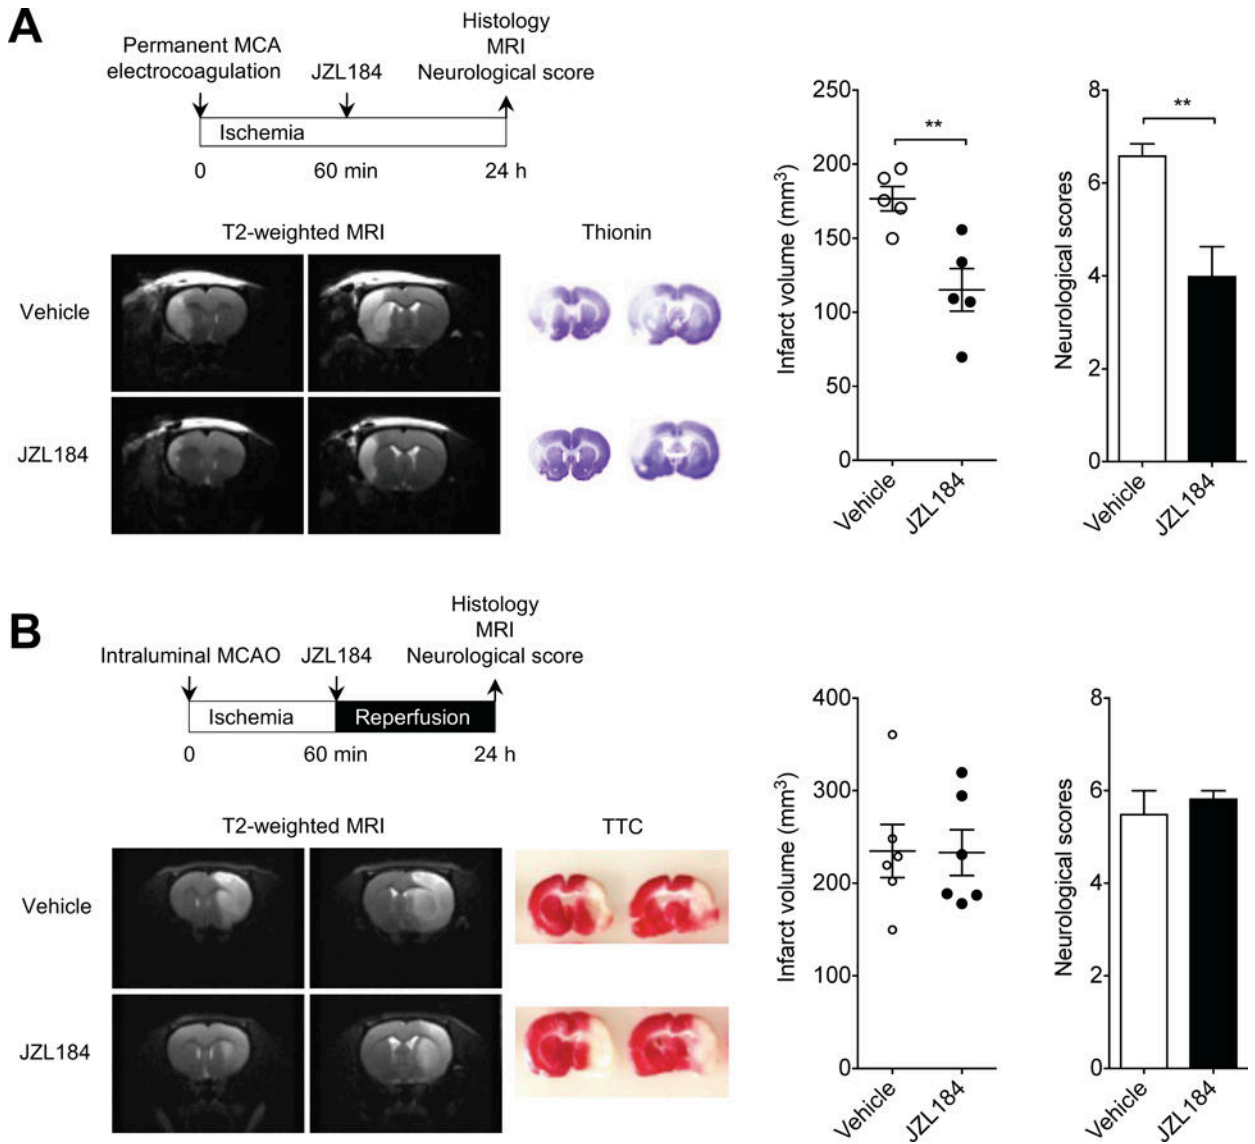 A
Permanent MCA
electrocoagulation
JZL184
Histology
MRI
Neurological score
Ischemia
0
60 min
24 h
T2-weighted MRI
Thionin
Vehicle
JZL184
Infarct volume (mm³)
250
200
150
100
50
0
**
Vehicle
JZL184
Neurological scores
8
6
4
2
0
**
Vehicle
JZL184
B
Intraluminal MCAO
JZL184
Histology
MRI
Neurological score
Ischemia
Reperfusion
0
60 min
24 h
T2-weighted MRI
TTC
Vehicle
JZL184
Infarct volume (mm³)
400
300
200
100
0
Vehicle
JZL184
Neurological scores
8
6
4
2
0
Vehicle
JZL184